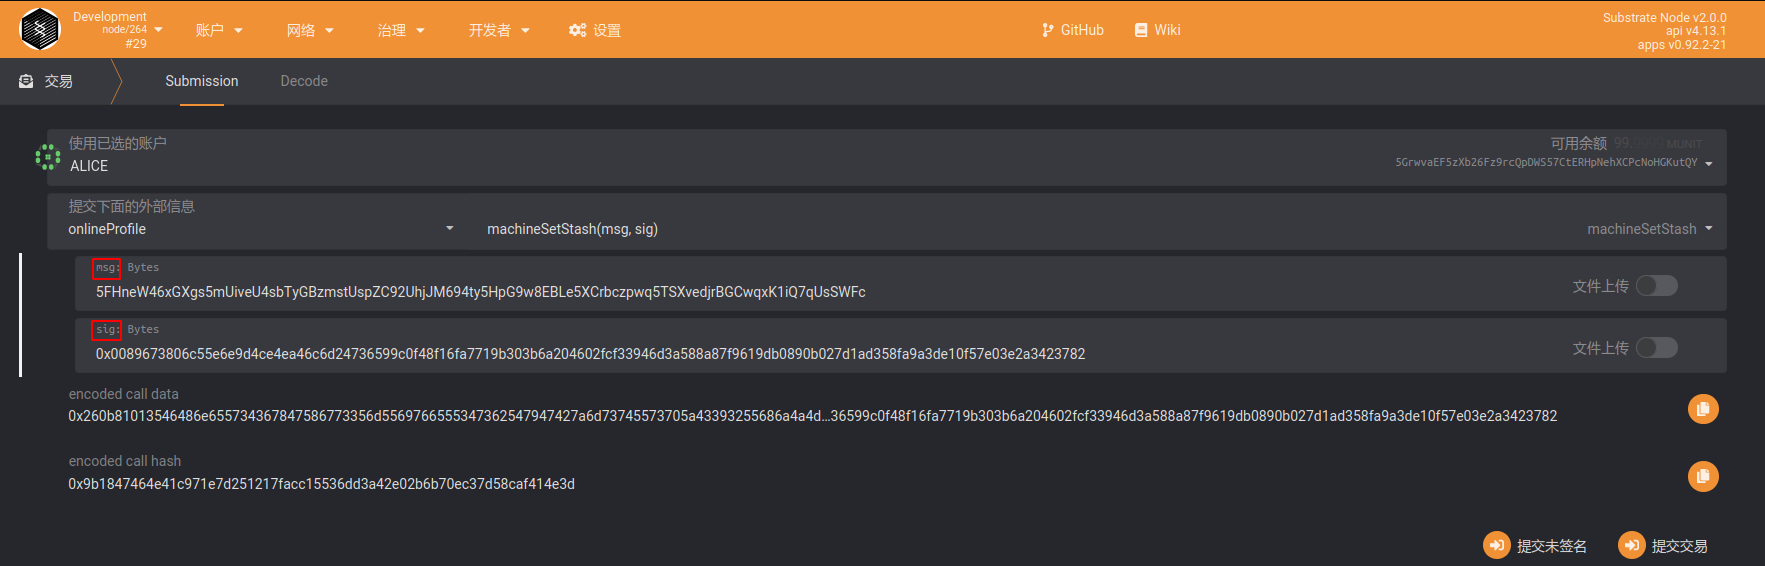 Development
node/264
#29
账户
网络
治理
开发者
设置
GitHub
Wiki
Substrate Node v2.0.0
api v4.13.1
apps v0.92.2-21
交易
Submission
Decode
使用已选的账户
ALICE
可用余额 99.0000 MUNIT
5GrwvaEF5zXb26Fz9rcQpDWS57CtERHpNehXCPcNoHGKutQY
提交下面的外部信息
onlineProfile
machineSetStash(msg, sig)
machineSetStash
msg: Bytes
5FHneW46xGXgs5mUiveU4sbTyGBzmstUspZC92UhjJM694ty5HpG9w8EBLe5XCrbczpwq5TSXvedjrBGCwqxK1iQ7qUsSWFc
文件上传
sig: Bytes
0x0089673806c55e6e9d4ce4ea46c6d24736599c0f48f16fa7719b303b6a204602fcf33946d3a588a87f9619db0890b027d1ad358fa9a3de10f57e03e2a3423782
文件上传
encoded call data
0x260b81013546486e655734367847586773356d556976655534736254794742​7a6d73745573705a43393255686a4a4d…36599c0f48f16fa7719b303b6a204602fcf33946d3a588a87f9619db0890b027d1ad358fa9a3de10f57e03e2a3423782
encoded call hash
0x9b1847464e41c971e7d251217facc15536dd3a42e02b6b70ec37d58caf414e3d
提交未签名
提交交易